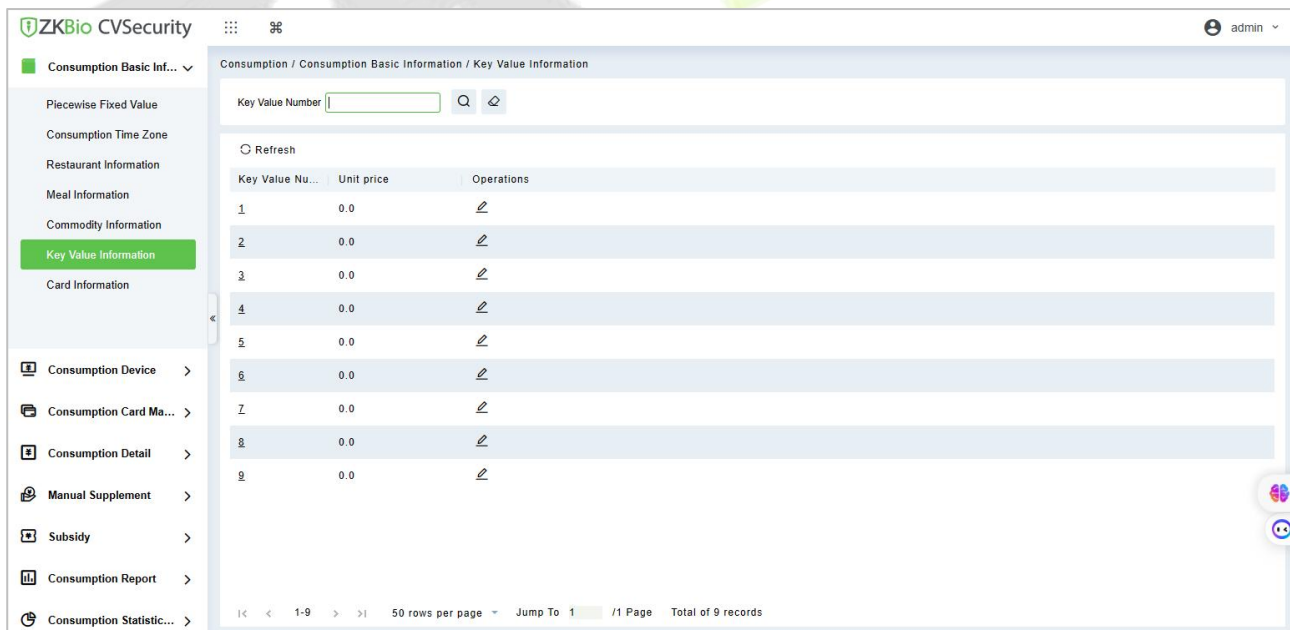 ZKBio CVSecurity
admin
Consumption Basic Inf...
Piecewise Fixed Value
Consumption Time Zone
Restaurant Information
Meal Information
Commodity Information
Key Value Information
Card Information
Consumption Device
Consumption Card Ma...
Consumption Detail
Manual Supplement
Subsidy
Consumption Report
Consumption Statistic...
Consumption / Consumption Basic Information / Key Value Information
Key Value Number
Refresh
Key Value Nu... Unit price Operations
1 0.0
2 0.0
3 0.0
4 0.0
5 0.0
6 0.0
7 0.0
8 0.0
9 0.0
1-9 50 rows per page Jump To 1 /1 Page Total of 9 records